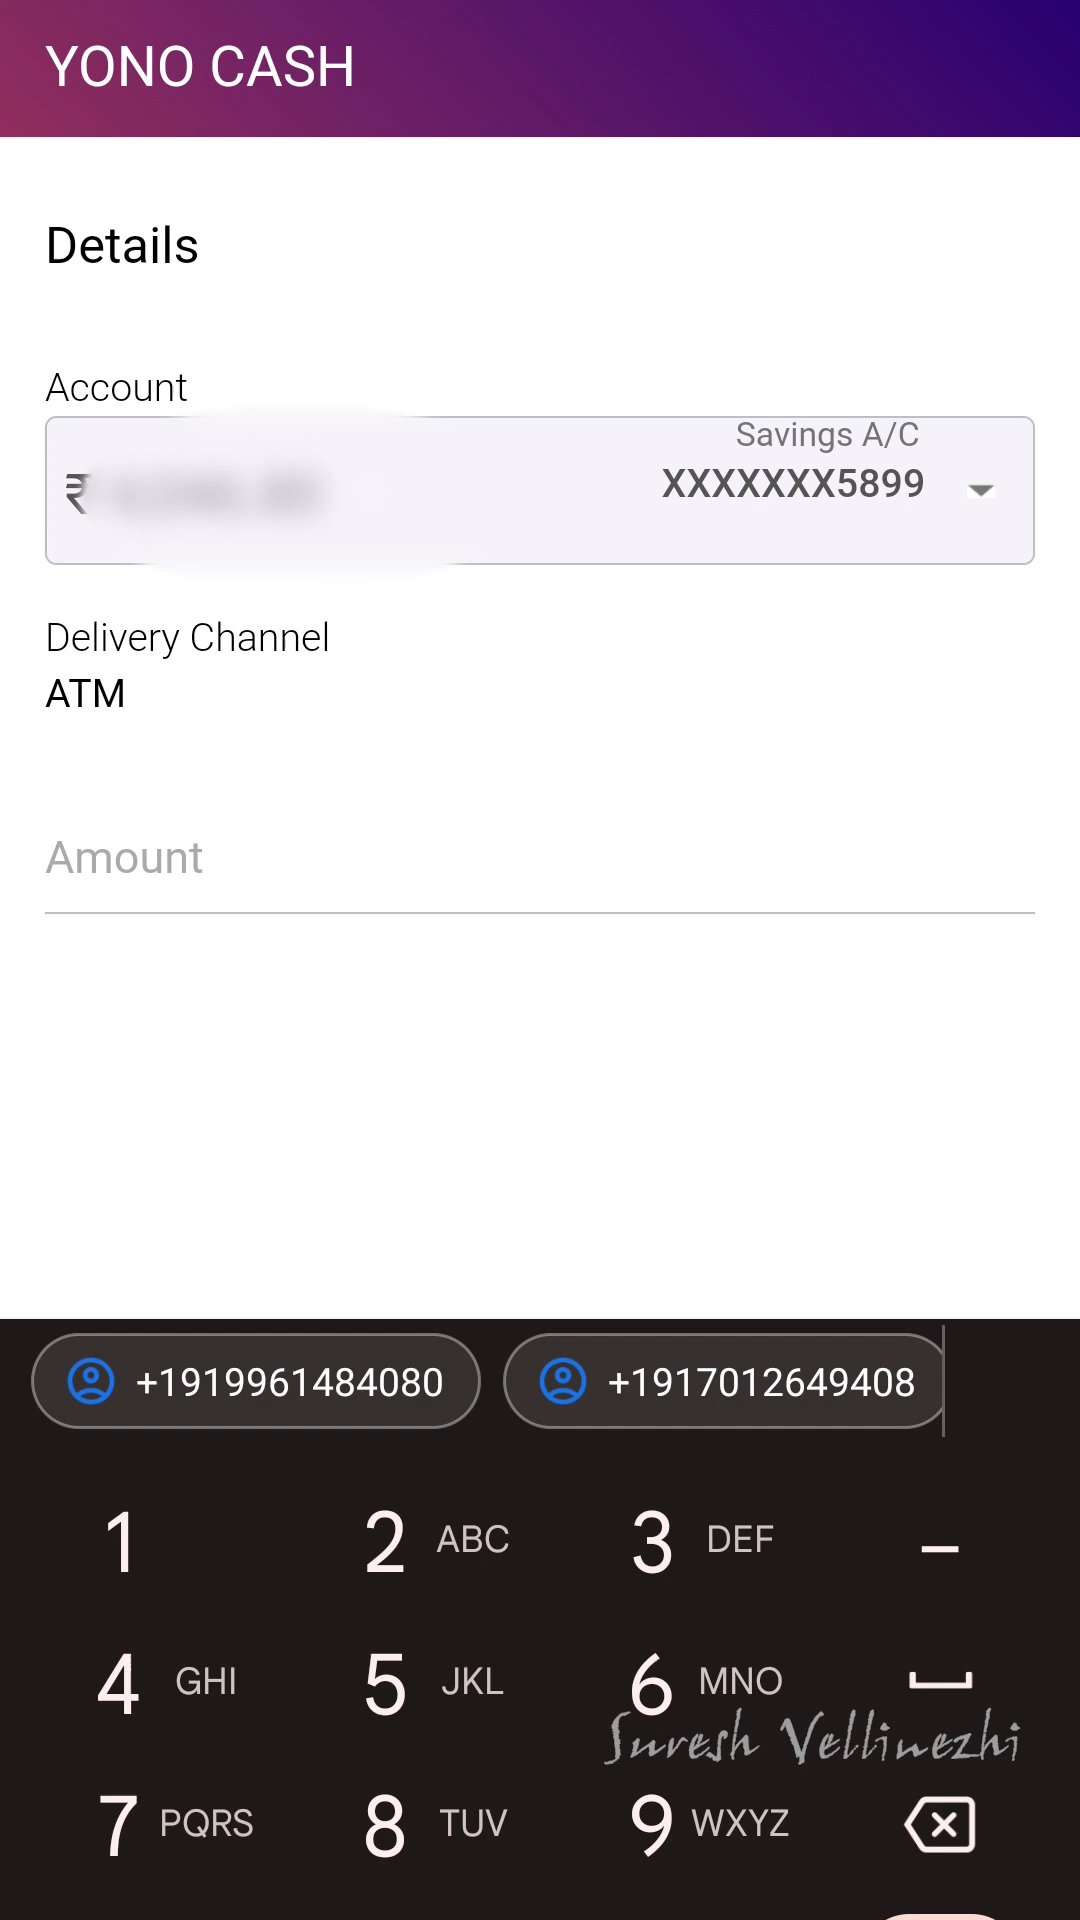 YONO CASH
Details
Account
Savings A/C
₹
XXXXXXX5899
Delivery Channel
ATM
Amount
+1919961484080 +1917012649408
1 2 ABC 3 DEF –
4 GHI 5 JKL 6 MNO
Suresh Vellinezhi
7 PQRS 8 TUV 9 WXYZ